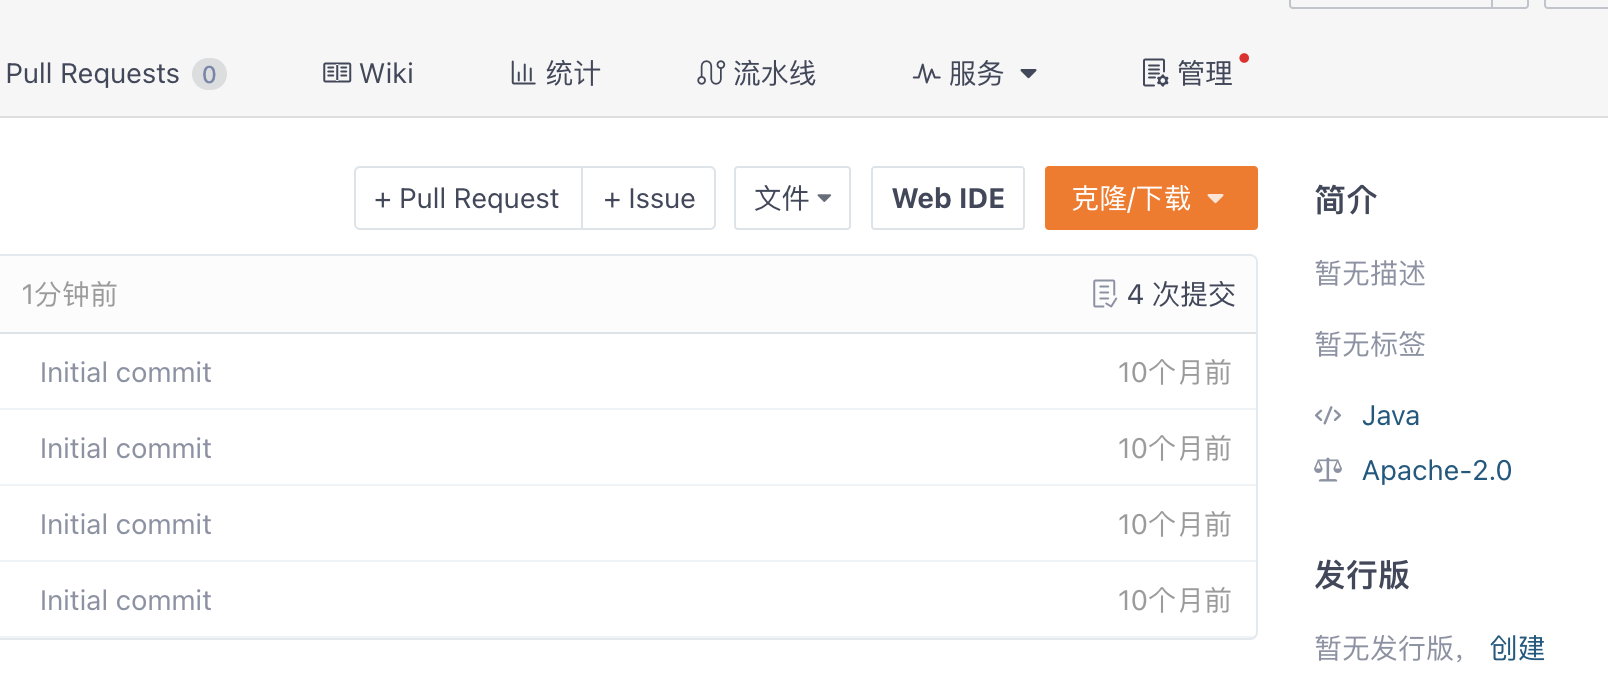 Pull Requests 0 Wiki 统计 流水线 服务 管理
+ Pull Request + Issue 文件 Web IDE 克隆/下载
1分钟前 4 次提交
Initial commit 10个月前
Initial commit 10个月前
Initial commit 10个月前
Initial commit 10个月前
简介
暂无描述
暂无标签
</> Java
Apache-2.0
发行版
暂无发行版， 创建